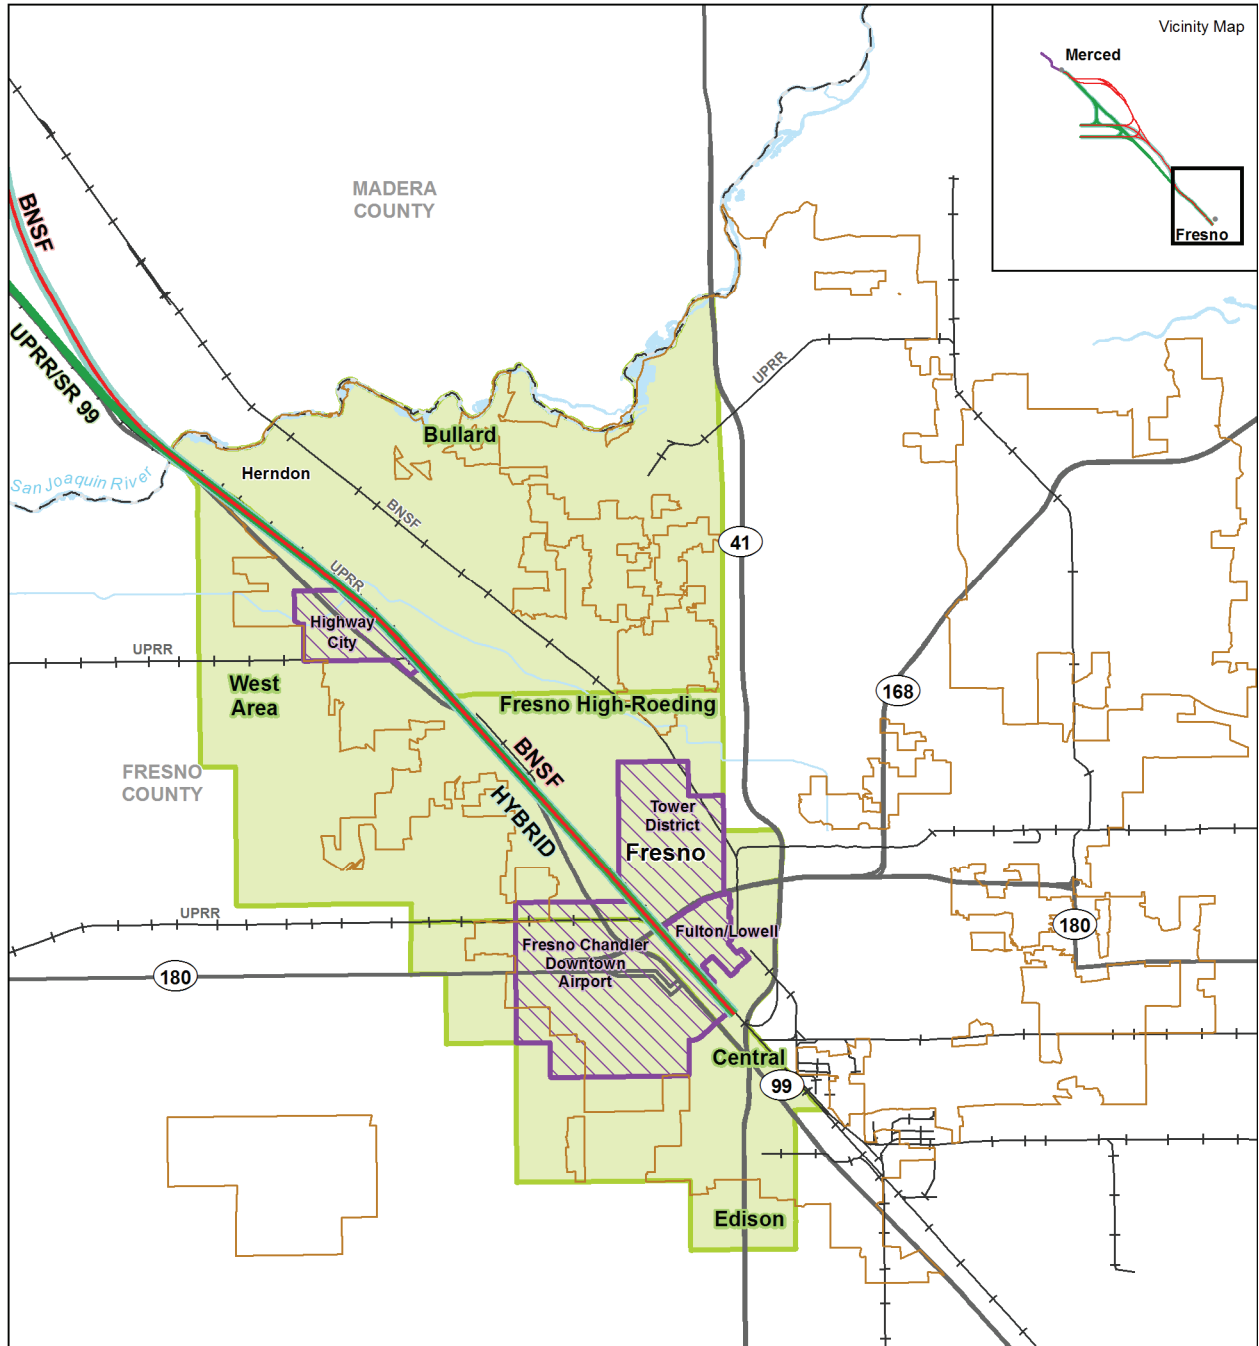 Vicinity Map
Merced
Fresno
MADERA
COUNTY
BNSF
UPRR/SR 99
UPRR
Bullard
Herndon
San Joaquin River
BNSF
41
UPRR
Highway
City
UPRR
West
Area
Fresno High-Roeding
168
BNSF
HYBRID
FRESNO
COUNTY
Tower
District
Fresno
UPRR
Fulton/Lowell
180
Fresno Chandler
Downtown
Airport
180
Central
99
Edison